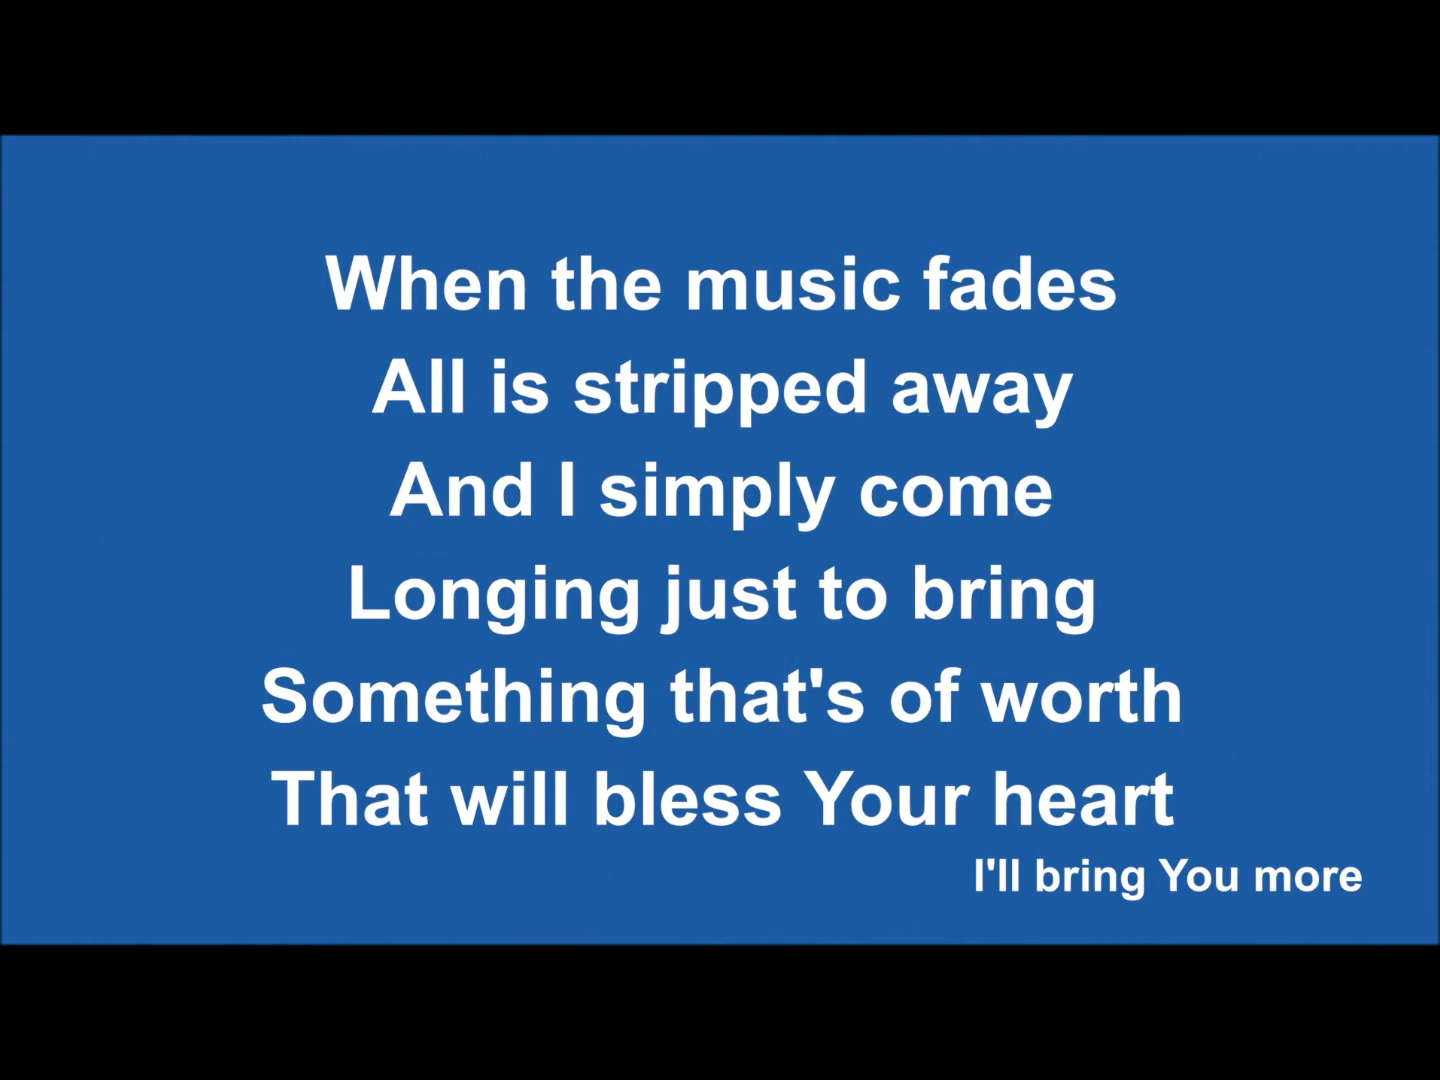 When the music fades
All is stripped away
And I simply come
Longing just to bring
Something that's of worth
That will bless Your heart
I'll bring You more